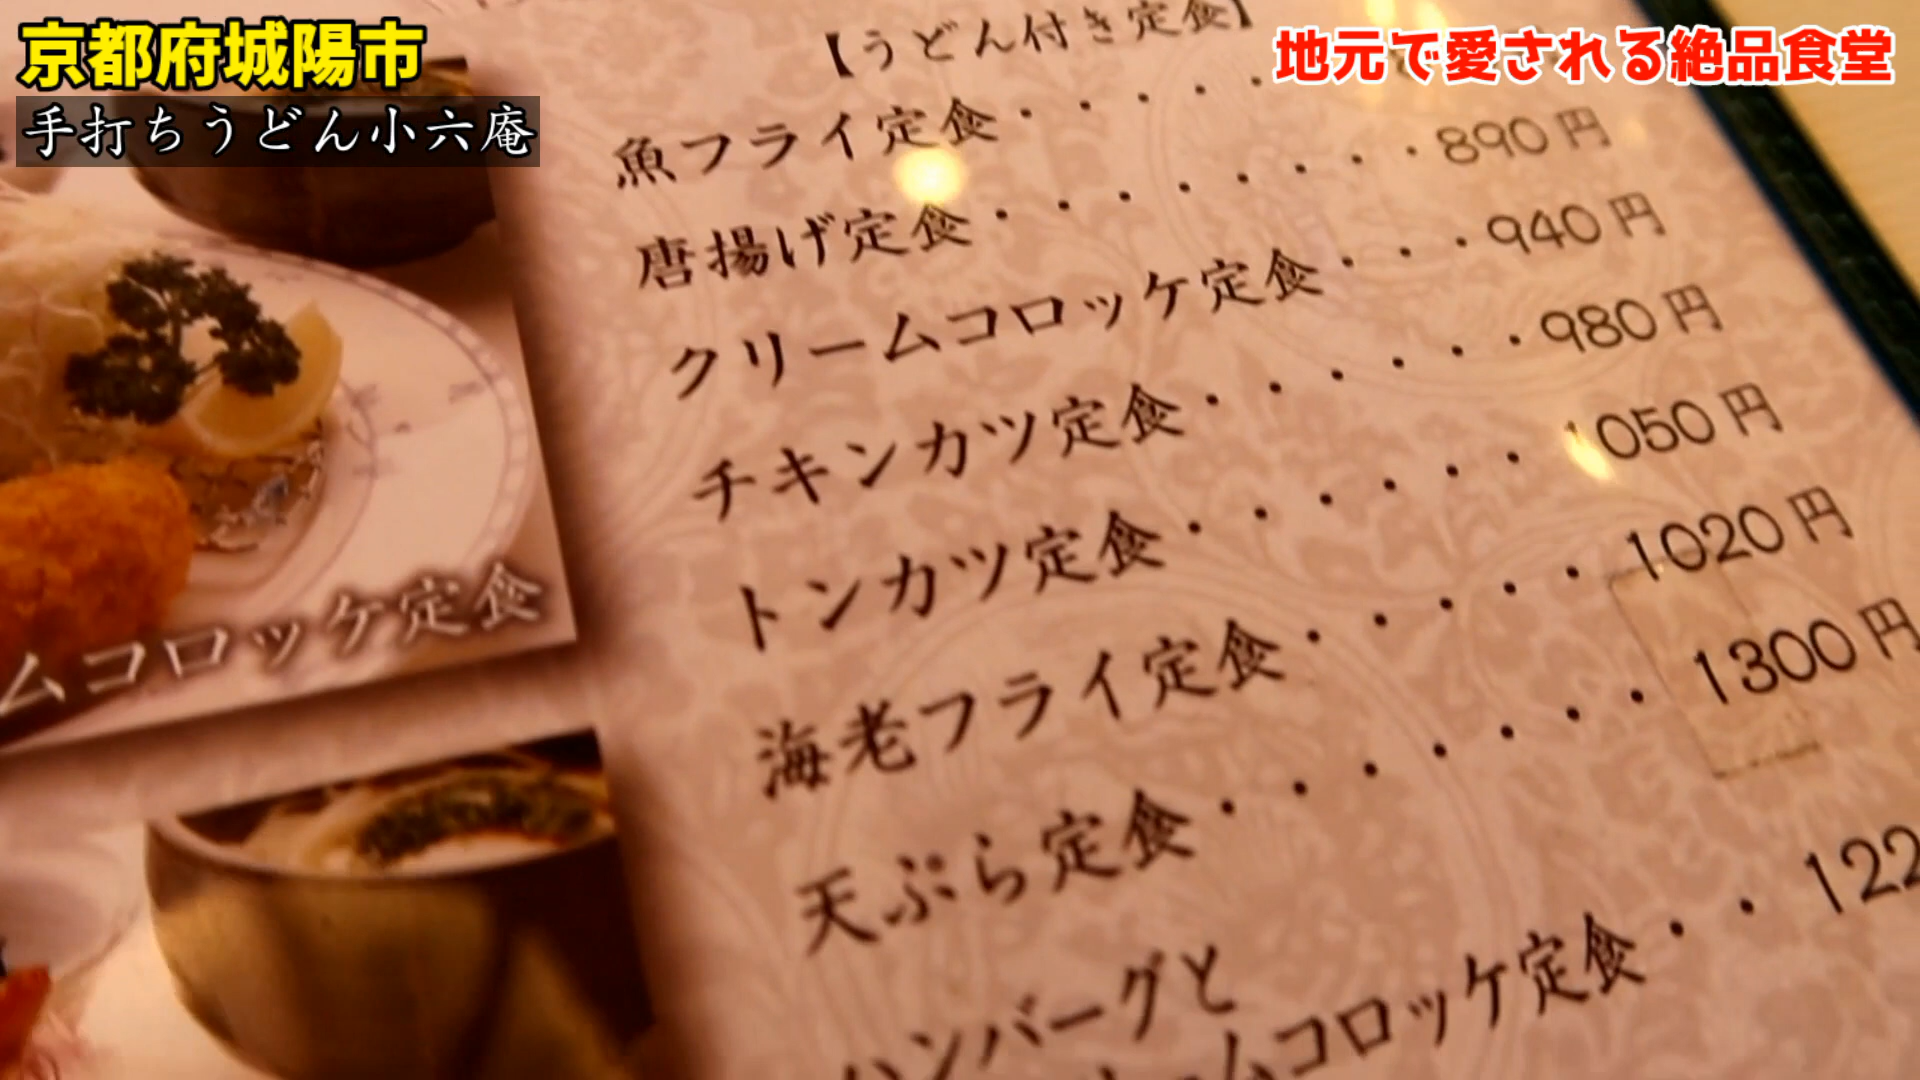 京都府城陽市
手打ちうどん小六庵
地元で愛される絶品食堂
【うどん付き定食】
魚フライ定食・・・・・
唐揚げ定食・・・・・・・・890円
クリームコロッケ定食・・・940円
チキンカツ定食・・・・・・980円
トンカツ定食・・・・・・1050円
海老フライ定食・・・・・1020円
天ぷら定食・・・・・・・1300円
ハンバーグと
ームコロッケ定食・・122
ムコロッケ定食